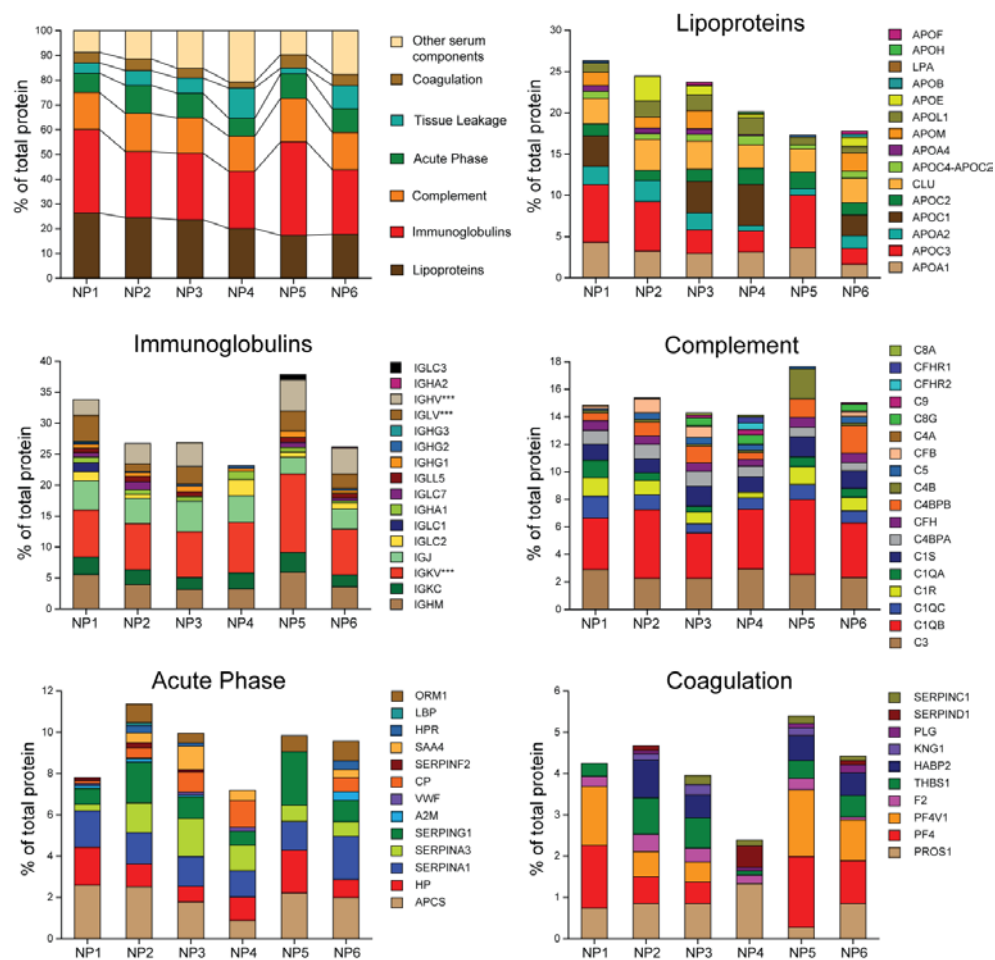 100
90
80
70
60
50
40
30
20
10
0
% of total protein
NP1 NP2 NP3 NP4 NP5 NP6
Other serum
components
Coagulation
Tissue Leakage
Acute Phase
Complement
Immunoglobulins
Lipoproteins
Lipoproteins
30
25
20
15
10
5
0
% of total protein
NP1 NP2 NP3 NP4 NP5 NP6
APOF
APOH
LPA
APOB
APOE
APOL1
APOM
APOA4
APOC4-APOC2
CLU
APOC2
APOC1
APOA2
APOC3
APOA1
Immunoglobulins
40
35
30
25
20
15
10
5
0
% of total protein
NP1 NP2 NP3 NP4 NP5 NP6
IGLC3
IGHA2
IGHV***
IGLV***
IGHG3
IGHG2
IGHG1
IGLL5
IGLC7
IGHA1
IGLC1
IGLC2
IGJ
IGKV***
IGKC
IGHM
Complement
18
16
14
12
10
8
6
4
2
0
% of total protein
NP1 NP2 NP3 NP4 NP5 NP6
C8A
CFHR1
CFHR2
C9
C8G
C4A
CFB
C5
C4B
C4BPB
CFH
C4BPA
C1S
C1QA
C1R
C1QC
C1QB
C3
Acute Phase
12
10
8
6
4
2
0
% of total protein
NP1 NP2 NP3 NP4 NP5 NP6
ORM1
LBP
HPR
SAA4
SERPINF2
CP
VWF
A2M
SERPING1
SERPINA3
SERPINA1
HP
APCS
Coagulation
6
5
4
3
2
1
0
% of total protein
NP1 NP2 NP3 NP4 NP5 NP6
SERPINC1
SERPIND1
PLG
KNG1
HABP2
THBS1
F2
PF4V1
PF4
PROS1